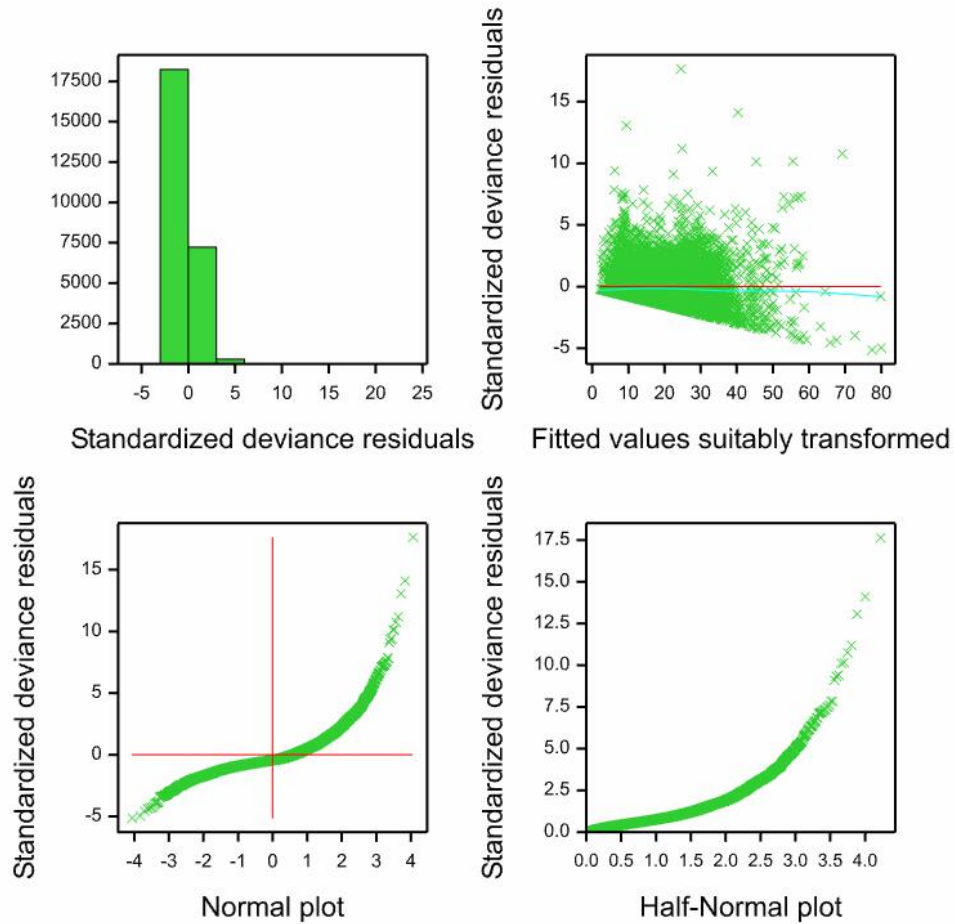 17500
15000
12500
10000
7500
5000
2500
0
-5 0 5 10 15 20 25
Standardized deviance residuals
Standardized deviance residuals
15
10
5
0
-5
0 10 20 30 40 50 60 70 80
Fitted values suitably transformed
Standardized deviance residuals
15
10
5
0
-5
-4 -3 -2 -1 0 1 2 3 4
Normal plot
Standardized deviance residuals
17.5
15.0
12.5
10.0
7.5
5.0
2.5
0.0
0.0 0.5 1.0 1.5 2.0 2.5 3.0 3.5 4.0
Half-Normal plot